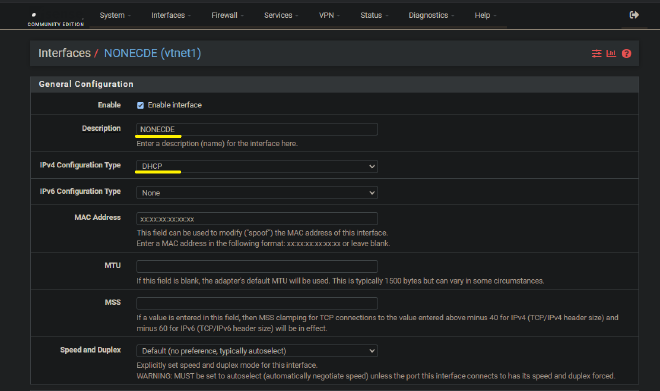 COMMUNITY EDITION
System Interfaces Firewall Services VPN Status Diagnostics Help
Interfaces / NONECDE (vtnet1)
General Configuration
Enable Enable interface
Description NONECDE
Enter a description (name) for the interface here.
IPv4 Configuration Type DHCP
IPv6 Configuration Type None
MAC Address xx:xx:xx:xx:xx:xx
This field can be used to modify ("spoof") the MAC address of this interface.
Enter a MAC address in the following format: xx:xx:xx:xx:xx:xx or leave blank.
MTU
If this field is blank, the adapter's default MTU will be used. This is typically 1500 bytes but can vary in some circumstances.
MSS
If a value is entered in this field, then MSS clamping for TCP connections to the value entered above minus 40 for IPv4 (TCP/IPv4 header size) and
minus 60 for IPv6 (TCP/IPv6 header size) will be in effect.
Speed and Duplex Default (no preference, typically autoselect)
Explicitly set speed and duplex mode for this interface.
WARNING: MUST be set to autoselect (automatically negotiate speed) unless the port this interface connects to has its speed and duplex forced.